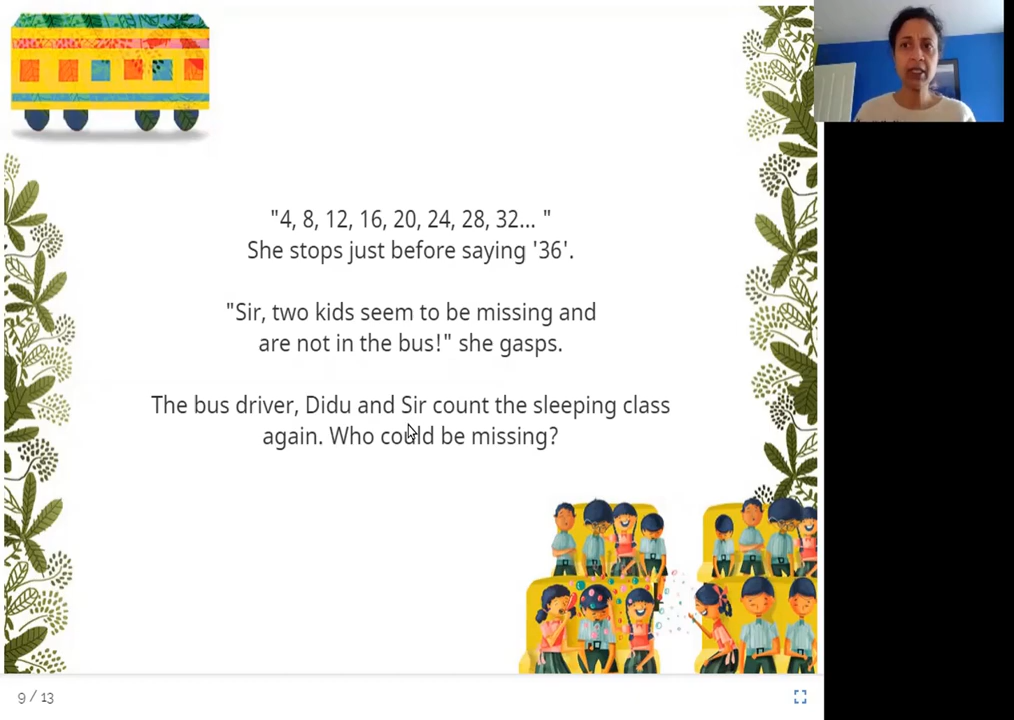 "4, 8, 12, 16, 20, 24, 28, 32... "
She stops just before saying '36'.
"Sir, two kids seem to be missing and
are not in the bus!" she gasps.
The bus driver, Didu and Sir count the sleeping class
again. Who could be missing?
9 / 13